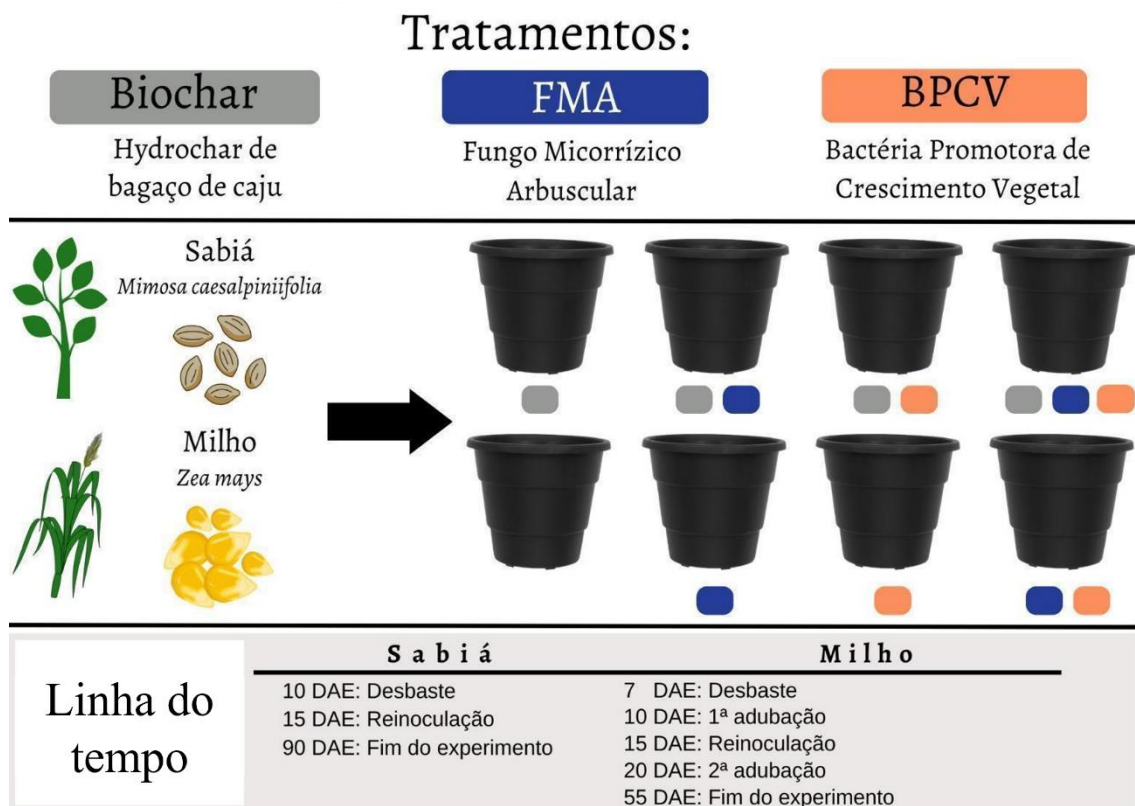 Tratamentos:
Biochar
Hydrochar de
bagaço de caju
FMA
Fungo Micorrízico
Arbuscular
BPCV
Bactéria Promotora de
Crescimento Vegetal
Sabiá
Mimosa caesalpiniifolia
Milho
Zea mays
Linha do
tempo
Sabiá
10 DAE: Desbaste
15 DAE: Reinoculação
90 DAE: Fim do experimento
Milho
7 DAE: Desbaste
10 DAE: 1ª adubação
15 DAE: Reinoculação
20 DAE: 2ª adubação
55 DAE: Fim do experimento